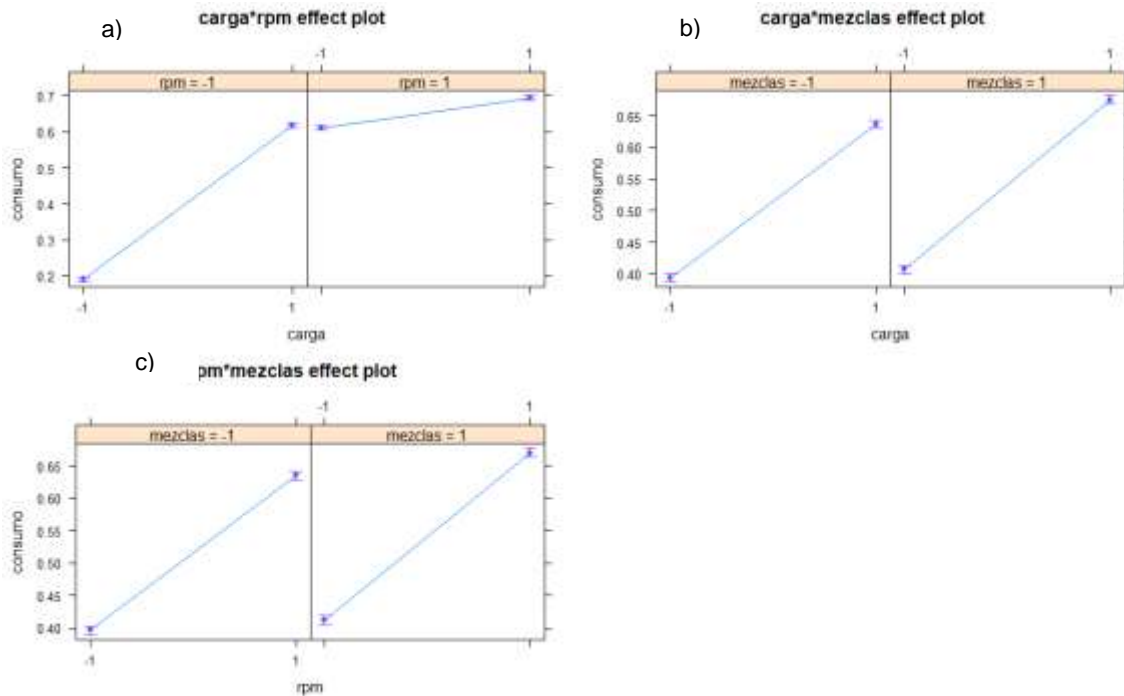 a)
carga*rpm effect plot
-1 1
rpm = -1 rpm = 1
0.7
0.6
0.5
0.4
0.3
0.2
consumo
-1 1
carga
b)
carga*mezclas effect plot
-1 1
mezclas = -1 mezclas = 1
0.65
0.60
0.55
0.50
0.45
0.40
consumo
-1 1
carga
c)
pm*mezclas effect plot
-1 1
mezclas = -1 mezclas = 1
0.65
0.60
0.55
0.50
0.45
0.40
consumo
-1 1
rpm